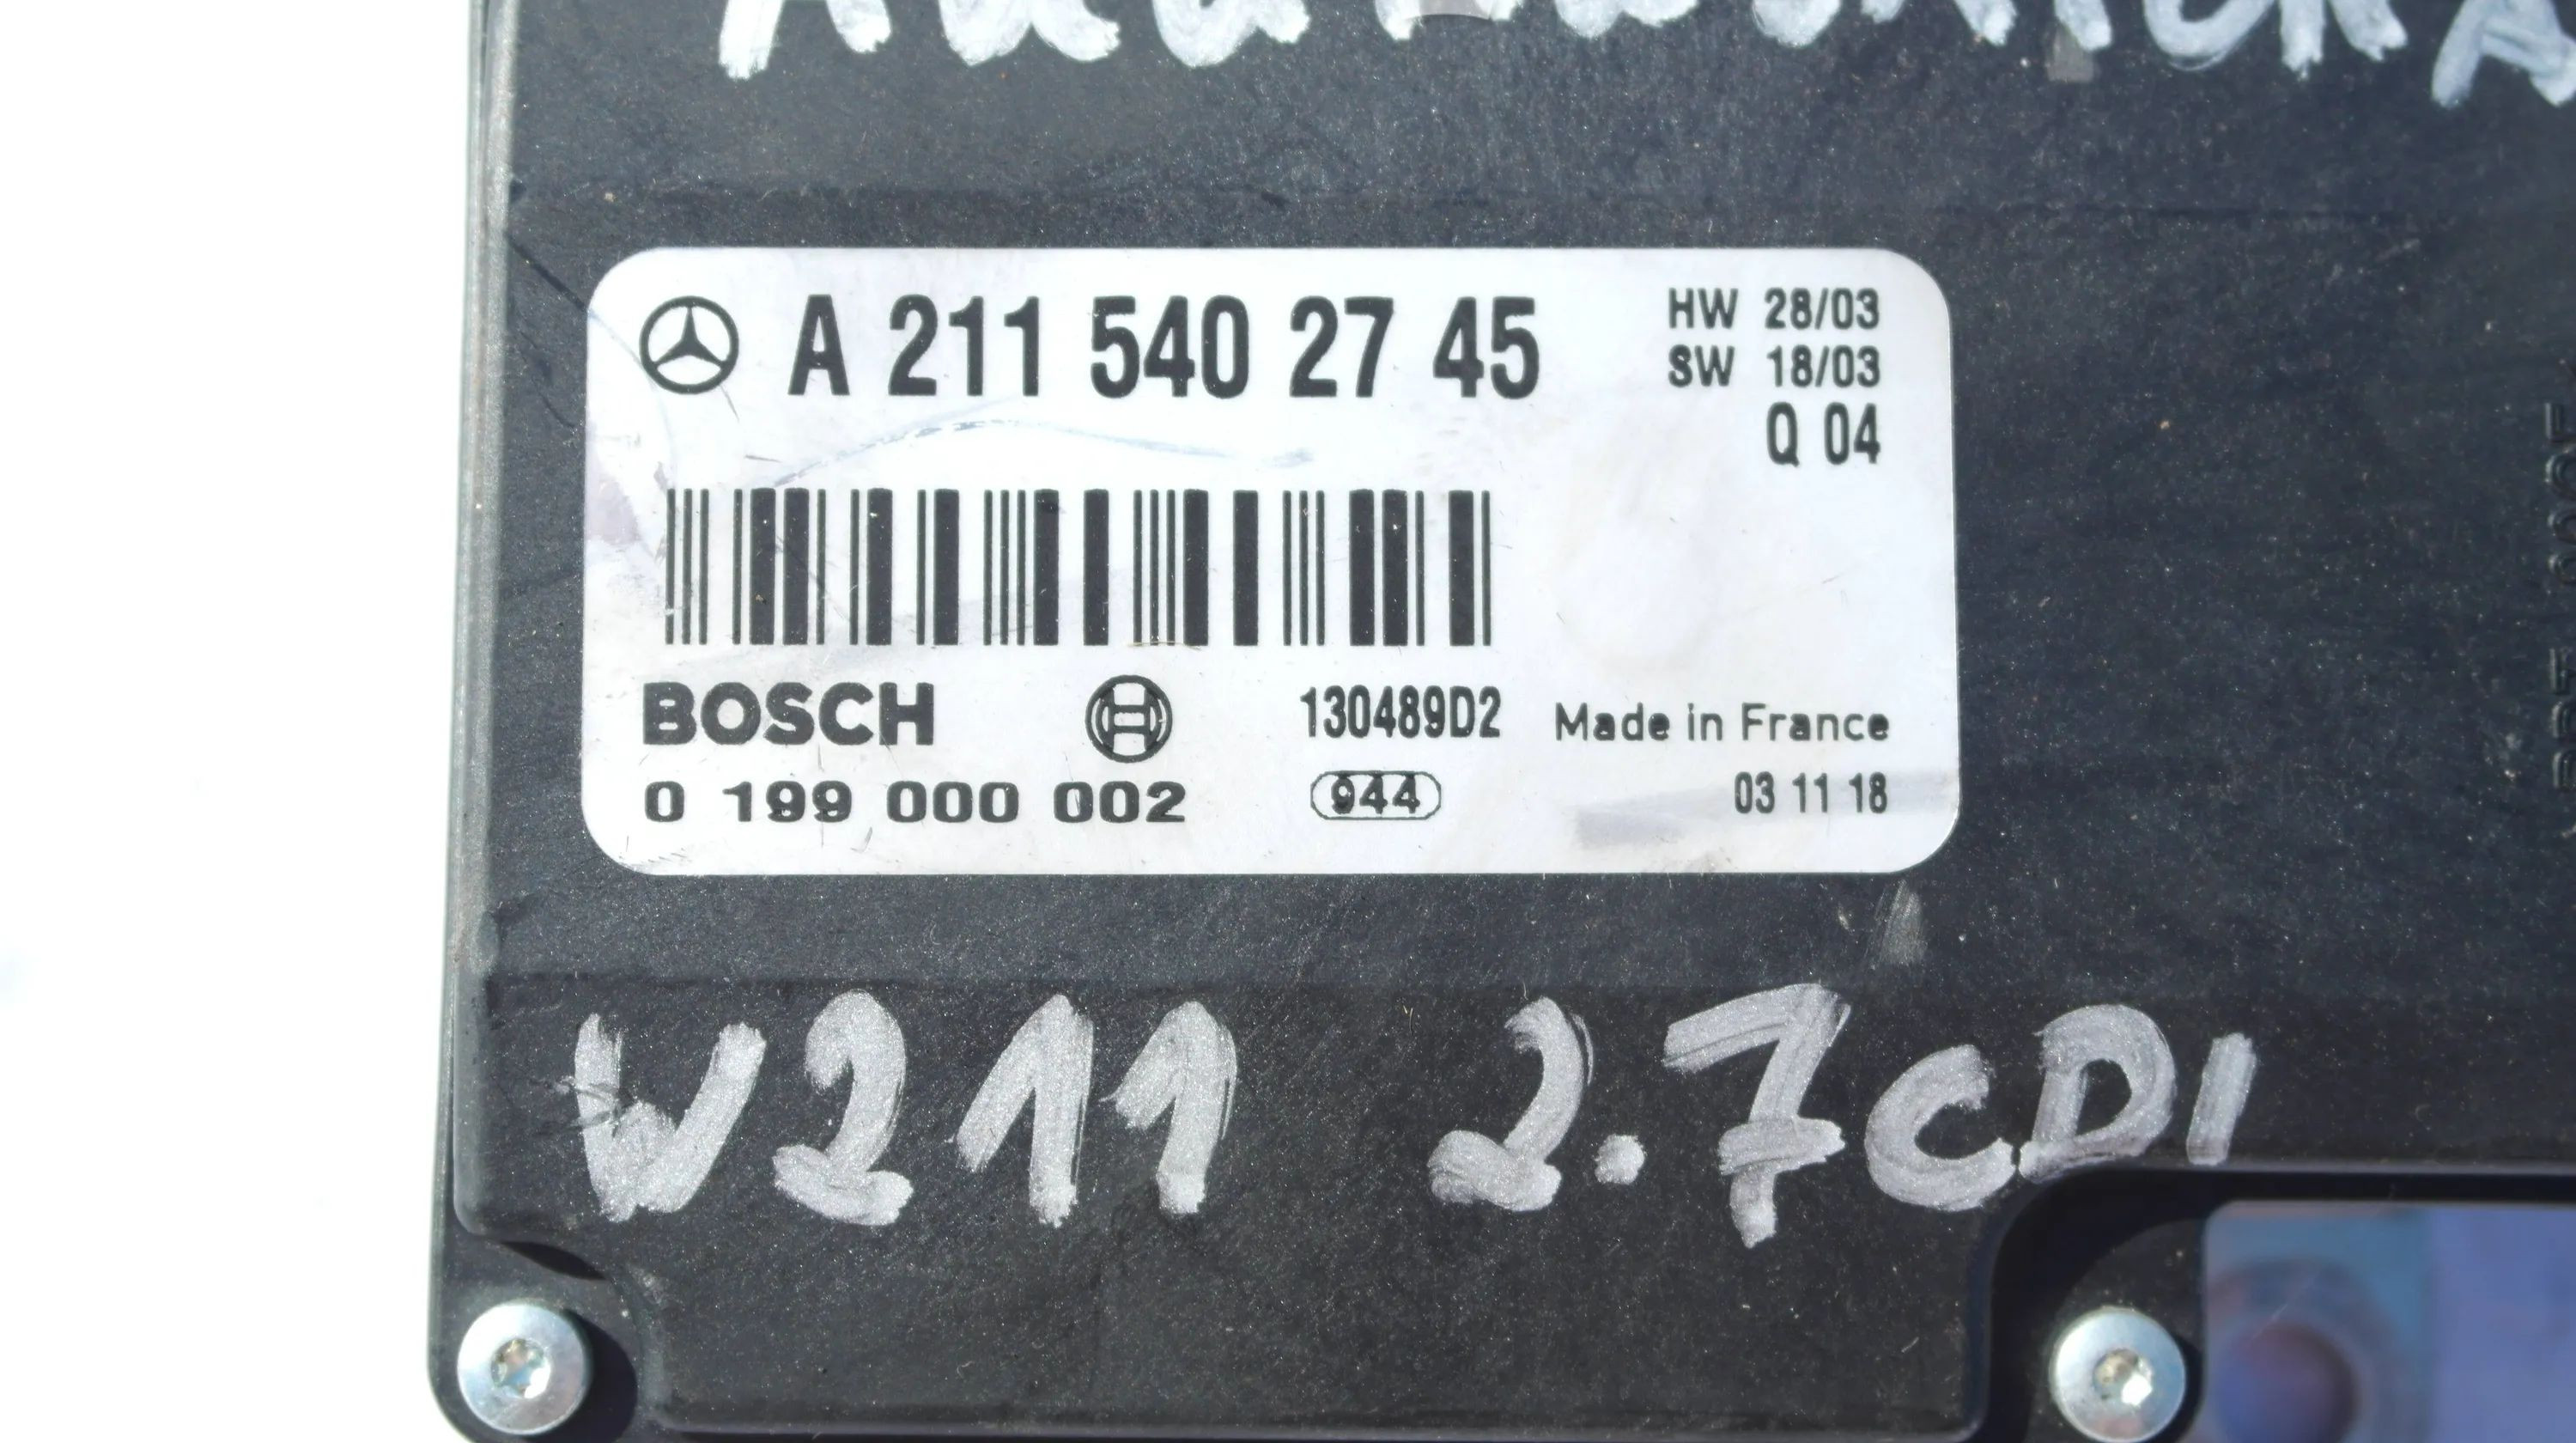 A 211 540 27 45
HW 28/03
SW 18/03
Q 04
BOSCH
130489D2
Made in France
0 199 000 002
944
03 11 18
W211 2.7CDI